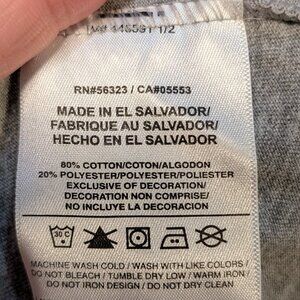 RN#56323 / CA#05553
MADE IN EL SALVADOR/
FABRIQUE AU SALVADOR/
HECHO EN EL SALVADOR
80% COTTON/COTON/ALGODON
20% POLYESTER/POLYESTER/POLIESTER
EXCLUSIVE OF DECORATION/
DECORATION NON COMPRISE/
NO INCLUYE LA DECORACION
30 C
MACHINE WASH COLD / WASH WITH LIKE COLORS /
DO NOT BLEACH / TUMBLE DRY LOW / WARM IRON /
DO NOT IRON DESIGN / DO NOT DRY CLEAN